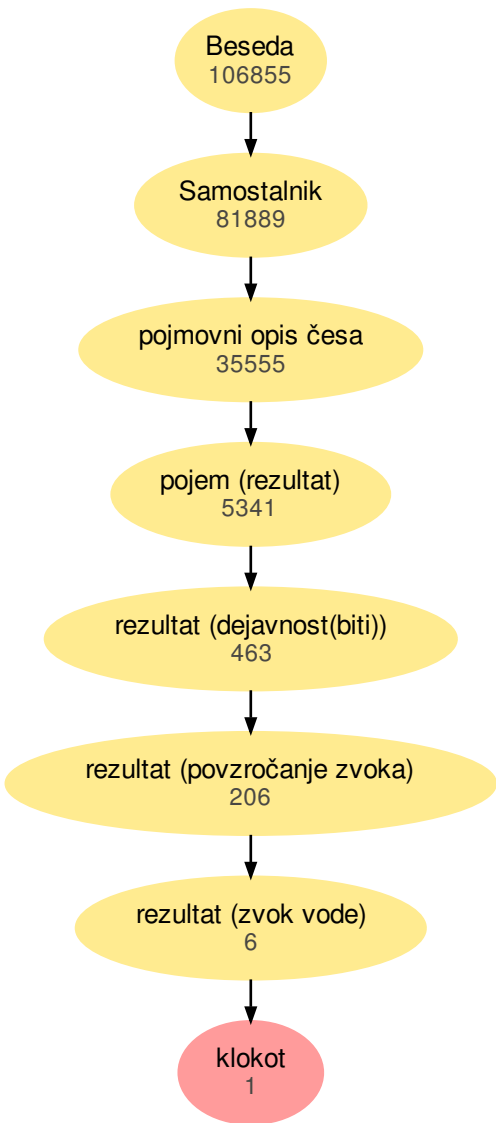 Beseda
106855
Samostalnik
81889
pojmovni opis česa
35555
pojem (rezultat)
5341
rezultat (dejavnost(biti))
463
rezultat (povzročanje zvoka)
206
rezultat (zvok vode)
6
klokot
1